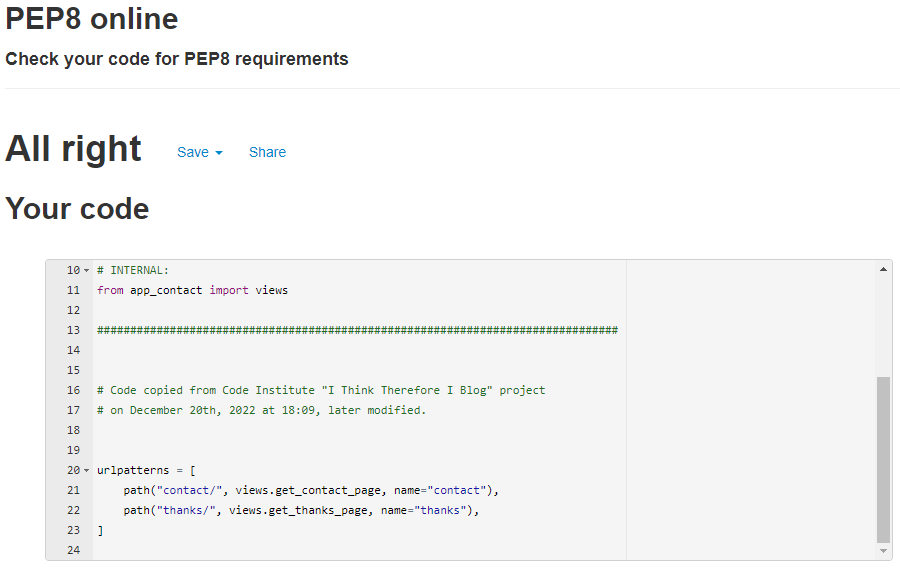 PEP8 online
Check your code for PEP8 requirements
All right Save Share
Your code
10 # INTERNAL:
11 from app_contact import views
12
13 ###############################################################################
14
15
16 # Code copied from Code Institute "I Think Therefore I Blog" project
17 # on December 20th, 2022 at 18:09, later modified.
18
19
20 urlpatterns = [
21     path("contact/", views.get_contact_page, name="contact"),
22     path("thanks/", views.get_thanks_page, name="thanks"),
23 ]
24